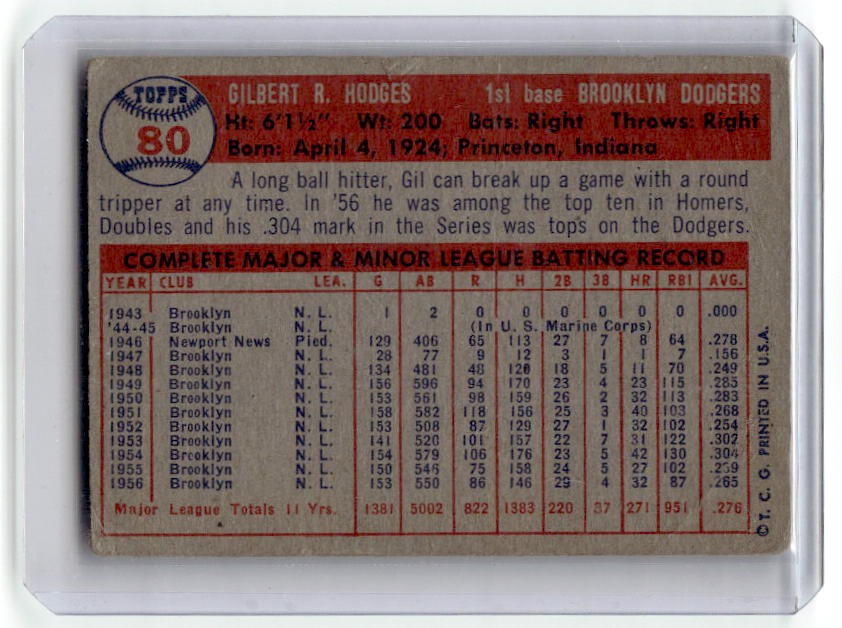 TOPPS
80
GILBERT R. HODGES 1st base BROOKLYN DODGERS
Ht: 6'1½" Wt: 200 Bats: Right Throws: Right
Born: April 4, 1924; Princeton, Indiana
A long ball hitter, Gil can break up a game with a round
tripper at any time. In '56 he was among the top ten in Homers,
Doubles and his .304 mark in the Series was tops on the Dodgers.
COMPLETE MAJOR & MINOR LEAGUE BATTING RECORD
YEAR CLUB LEA. G AB R H 2B 3B HR RBI AVG.
1943 Brooklyn N. L. 1 2 0 0 0 0 0 0 .000
'44-45 Brooklyn N. L. (In U. S. Marine Corps)
1946 Newport News Pied. 129 406 65 113 27 7 8 64 .278
1947 Brooklyn N. L. 28 77 9 12 3 1 1 7 .156
1948 Brooklyn N. L. 134 481 48 120 18 5 11 70 .249
1949 Brooklyn N. L. 156 596 94 170 23 4 23 115 .285
1950 Brooklyn N. L. 153 561 98 159 26 2 32 113 .283
1951 Brooklyn N. L. 158 582 118 156 25 3 40 103 .268
1952 Brooklyn N. L. 153 508 87 129 27 1 32 102 .254
1953 Brooklyn N. L. 141 520 101 157 22 7 31 122 .302
1954 Brooklyn N. L. 154 579 106 176 23 5 42 130 .304
1955 Brooklyn N. L. 150 546 75 158 24 5 27 102
1956 Brooklyn N. L. 153 550 86 146 29 4 32 87 .265
Major League Totals 11 Yrs. 1381 5002 822 1383 220 37 271 951 .276
©T. C. G. PRINTED IN U.S.A.